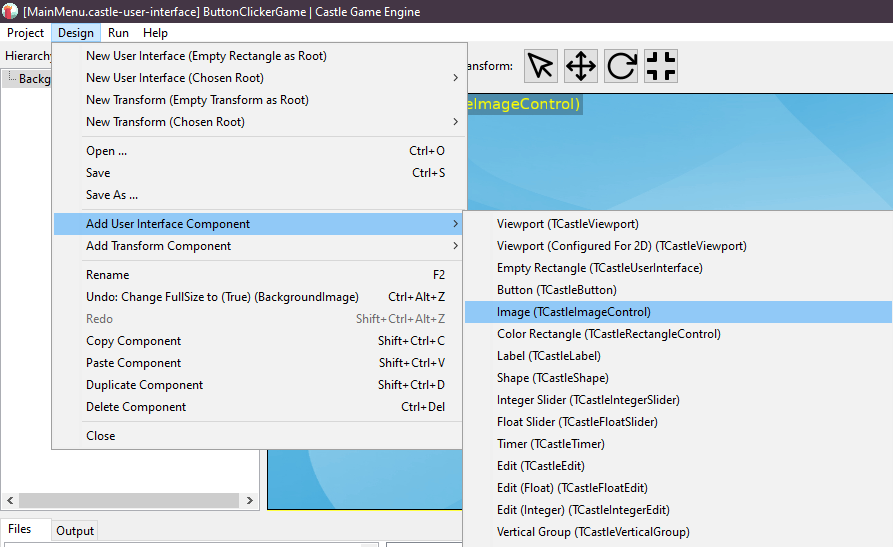 [MainMenu.castle-user-interface] ButtonClickerGame | Castle Game Engine
Project Design Run Help
Hierarchy
Backg
ansform:
eImageControl)
New User Interface (Empty Rectangle as Root)
New User Interface (Chosen Root)
New Transform (Empty Transform as Root)
New Transform (Chosen Root)
Open ... Ctrl+O
Save Ctrl+S
Save As ...
Add User Interface Component
Add Transform Component
Rename F2
Undo: Change FullSize to (True) (BackgroundImage) Ctrl+Alt+Z
Redo Shift+Ctrl+Alt+Z
Copy Component Shift+Ctrl+C
Paste Component Shift+Ctrl+V
Duplicate Component Shift+Ctrl+D
Delete Component Ctrl+Del
Close
Viewport (TCastleViewport)
Viewport (Configured For 2D) (TCastleViewport)
Empty Rectangle (TCastleUserInterface)
Button (TCastleButton)
Image (TCastleImageControl)
Color Rectangle (TCastleRectangleControl)
Label (TCastleLabel)
Shape (TCastleShape)
Integer Slider (TCastleIntegerSlider)
Float Slider (TCastleFloatSlider)
Timer (TCastleTimer)
Edit (TCastleEdit)
Edit (Float) (TCastleFloatEdit)
Edit (Integer) (TCastleIntegerEdit)
Vertical Group (TCastleVerticalGroup)
Files Output